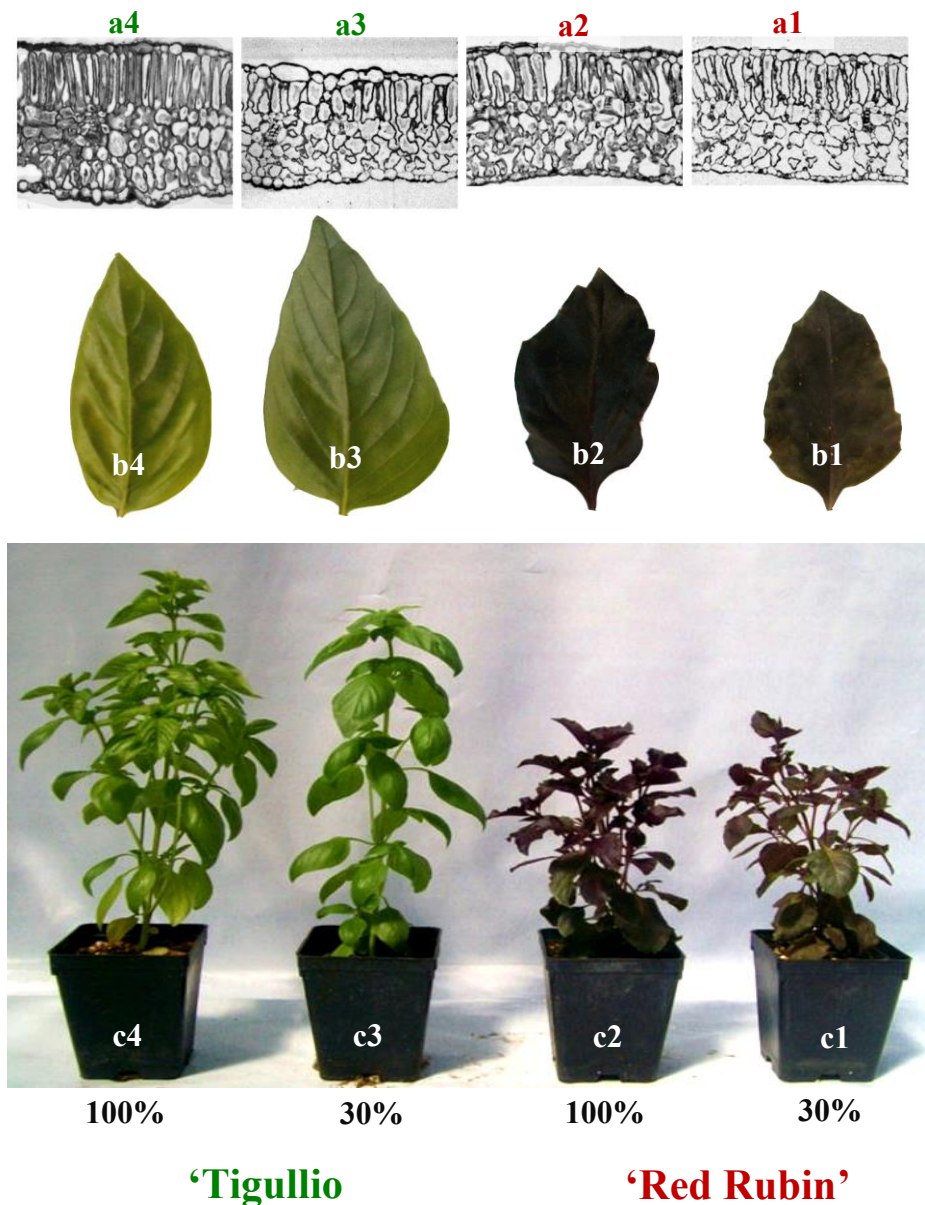 a4 a3 a2 a1
b4 b3 b2 b1
c4 c3 c2 c1
100% 30% 100% 30%
‘Tigullio ‘Red Rubin’